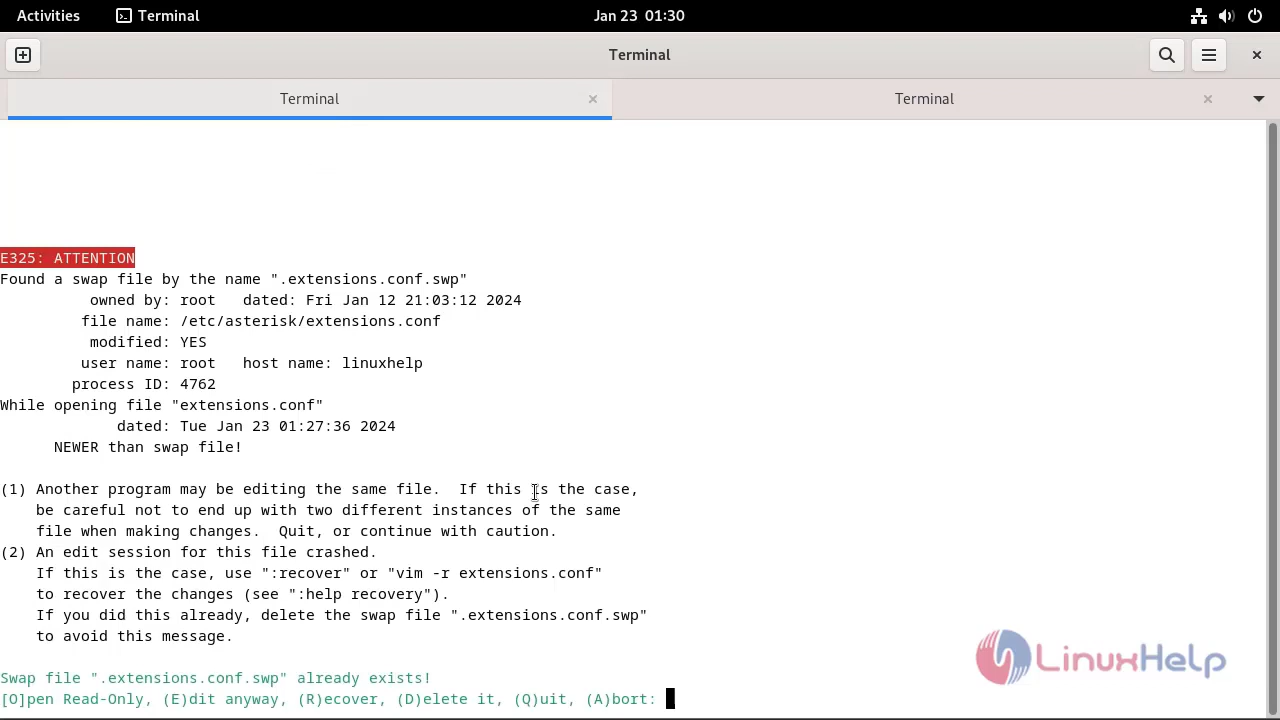 Activities Terminal Jan 23 01:30
Terminal
Terminal Terminal
E325: ATTENTION
Found a swap file by the name ".extensions.conf.swp"
owned by: root dated: Fri Jan 12 21:03:12 2024
file name: /etc/asterisk/extensions.conf
modified: YES
user name: root host name: linuxhelp
process ID: 4762
While opening file "extensions.conf"
dated: Tue Jan 23 01:27:36 2024
NEWER than swap file!
(1) Another program may be editing the same file. If this is the case,
be careful not to end up with two different instances of the same
file when making changes. Quit, or continue with caution.
(2) An edit session for this file crashed.
If this is the case, use ":recover" or "vim -r extensions.conf"
to recover the changes (see ":help recovery").
If you did this already, delete the swap file ".extensions.conf.swp"
to avoid this message.
LinuxHelp
Swap file ".extensions.conf.swp" already exists!
[O]pen Read-Only, (E)dit anyway, (R)ecover, (D)elete it, (Q)uit, (A)bort: